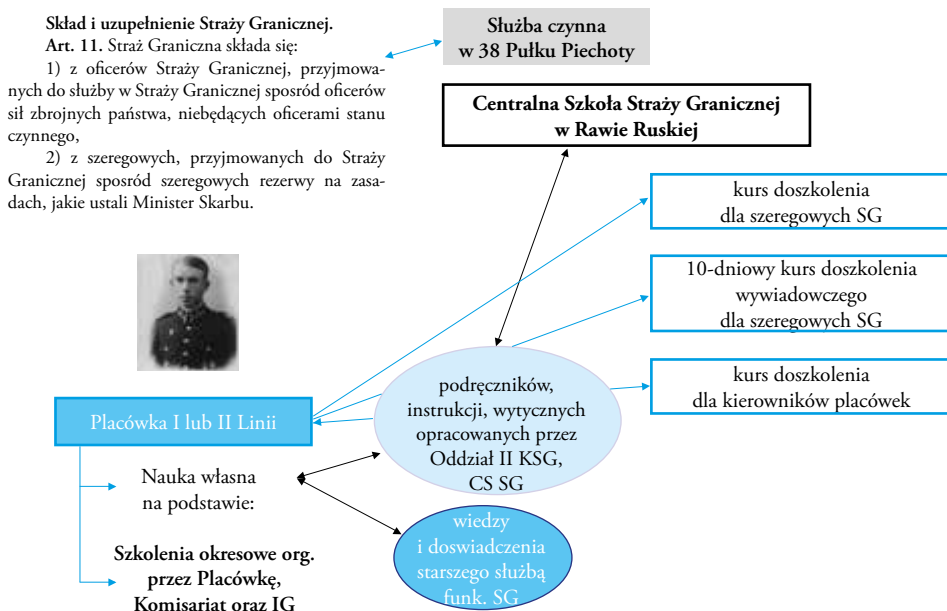 Skład i uzupełnienie Straży Granicznej.
Art. 11. Straż Graniczna składa się:
1) z oficerów Straży Granicznej, przyjmowa-
nych do służby w Straży Granicznej spośród oficerów
sił zbrojnych państwa, niebędących oficerami stanu
czynnego,
2) z szeregowych, przyjmowanych do Straży
Granicznej spośród szeregowych rezerwy na zasa-
dach, jakie ustali Minister Skarbu.
Służba czynna
w 38 Pułku Piechoty
Centralna Szkoła Straży Granicznej
w Rawie Ruskiej
kurs doszkolenia
dla szeregowych SG
10-dniowy kurs doszkolenia
wywiadowczego
dla szeregowych SG
kurs doszkolenia
dla kierowników placówek
Placówka I lub II Linii
Nauka własna
na podstawie:
Szkolenia okresowe org.
przez Placówkę,
Komisariat oraz IG
podręczników,
instrukcji, wytycznych
opracowanych przez
Oddział II KSG,
CS SG
wiedzy
i doświadczenia
starszego służbą
funk. SG